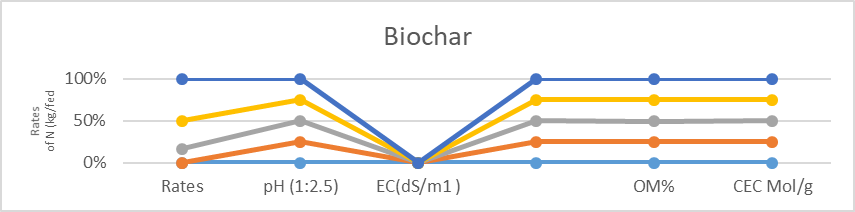 Biochar
Rates
of N (kg/fed
100%
50%
0%
Rates pH (1:2.5) EC(dS/m1 ) OM% CEC Mol/g